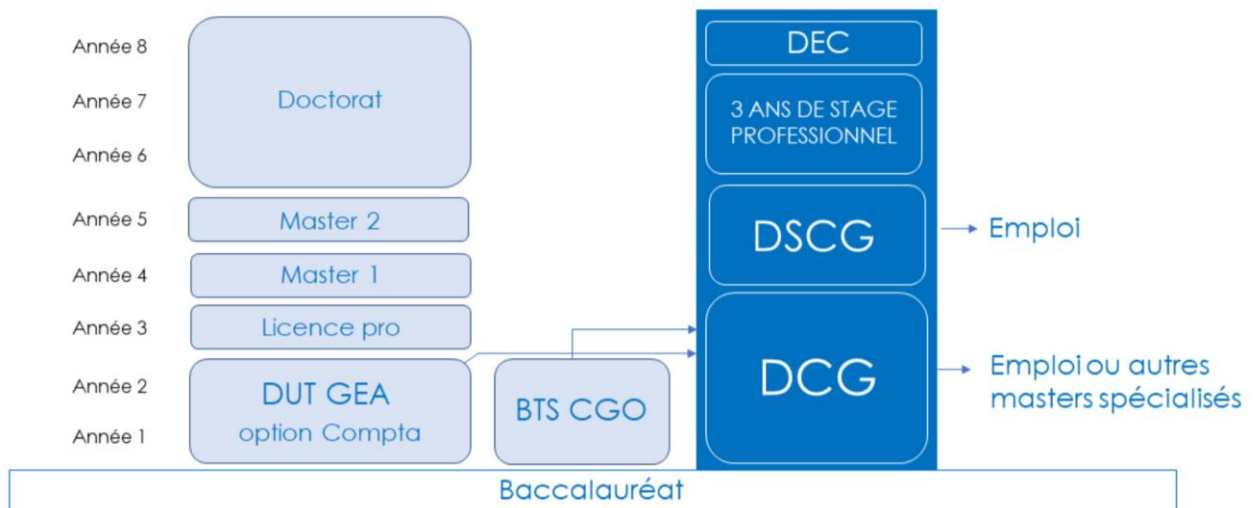 Année 8
Année 7
Année 6
Année 5
Année 4
Année 3
Année 2
Année 1
Doctorat
Master 2
Master 1
Licence pro
DUT GEA
option Compta
BTS CGO
DEC
3 ANS DE STAGE
PROFESSIONNEL
DSCG
DCG
Emploi
Emploi ou autres
masters spécialisés
Baccalauréat